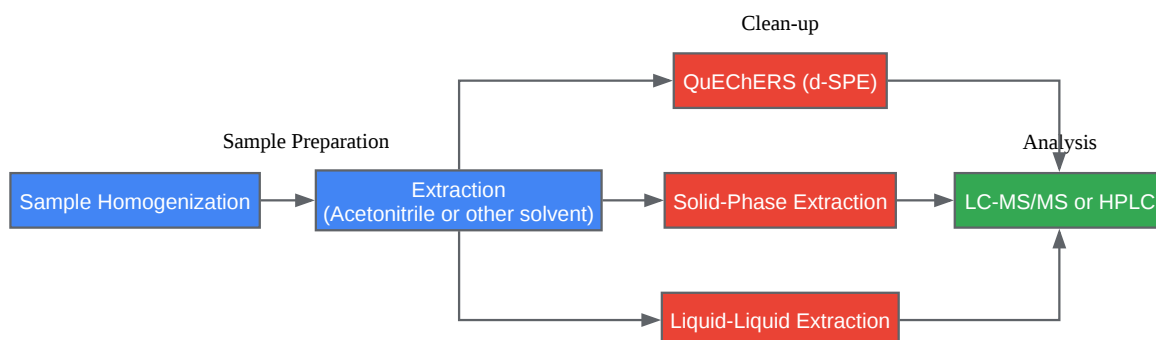 Clean-up
QuEChERS (d-SPE)
Sample Preparation
Analysis
Sample Homogenization
Extraction
(Acetonitrile or other solvent)
Solid-Phase Extraction
LC-MS/MS or HPLC
Liquid-Liquid Extraction